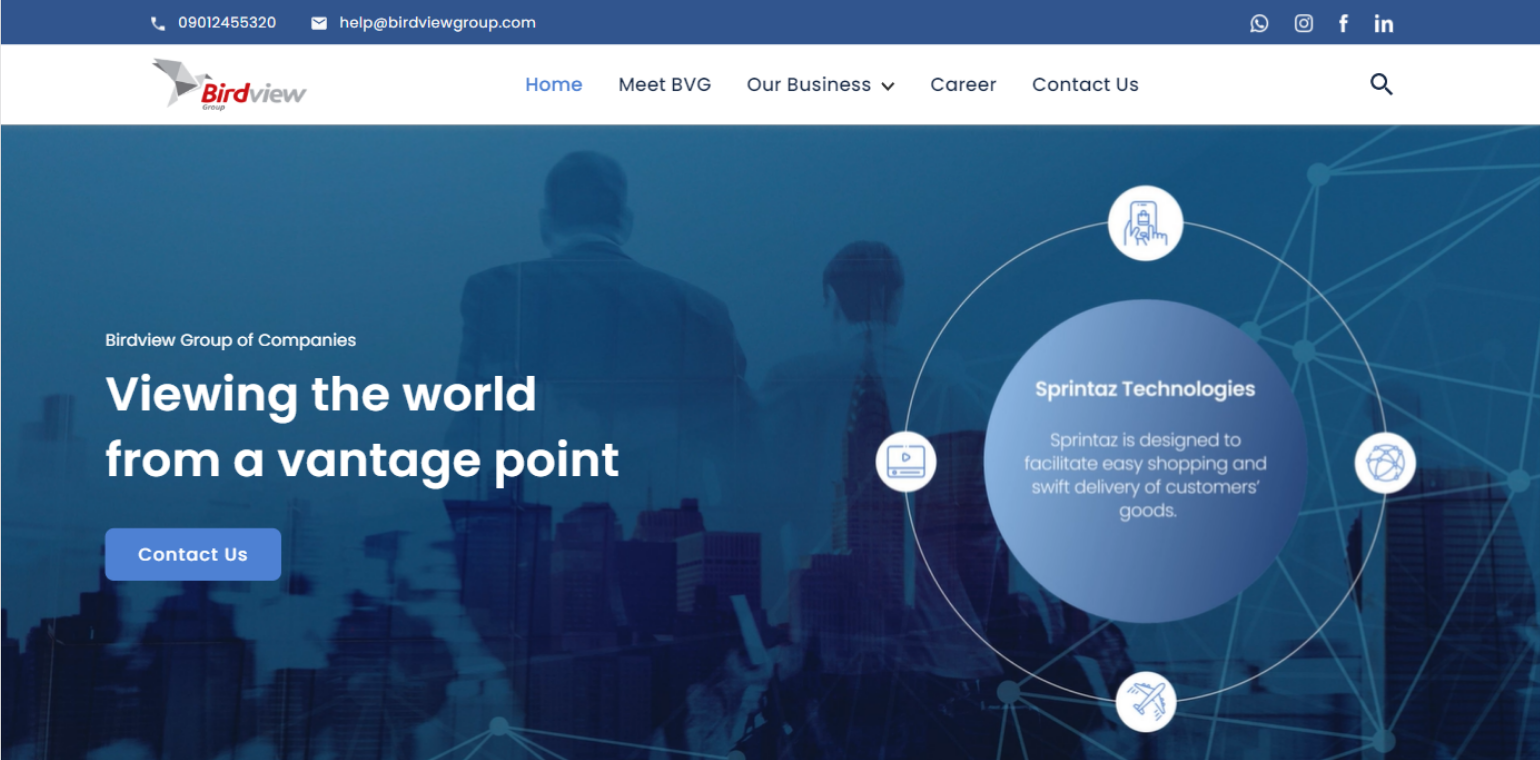 09012455320 help@birdviewgroup.com
Birdview
Group
Home Meet BVG Our Business Career Contact Us
Birdview Group of Companies
Viewing the world
from a vantage point
Contact Us
Sprintaz Technologies
Sprintaz is designed to
facilitate easy shopping and
swift delivery of customers’
goods.